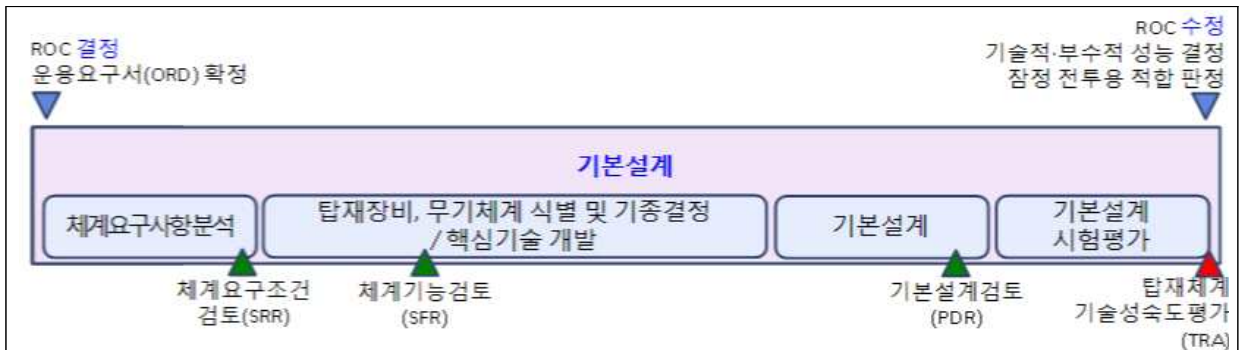 ROC 결정
운용요구서(ORD) 확정
ROC 수정
기술적·부수적 성능 결정
잠정 전투용 적합 판정
기본설계
체계요구사항분석
탑재장비, 무기체계 식별 및 기종결정
/ 핵심기술 개발
기본설계
기본설계
시험평가
체계요구조건
검토(SRR)
체계기능검토
(SFR)
기본설계검토
(PDR)
탑재체계
기술성숙도평가
(TRA)